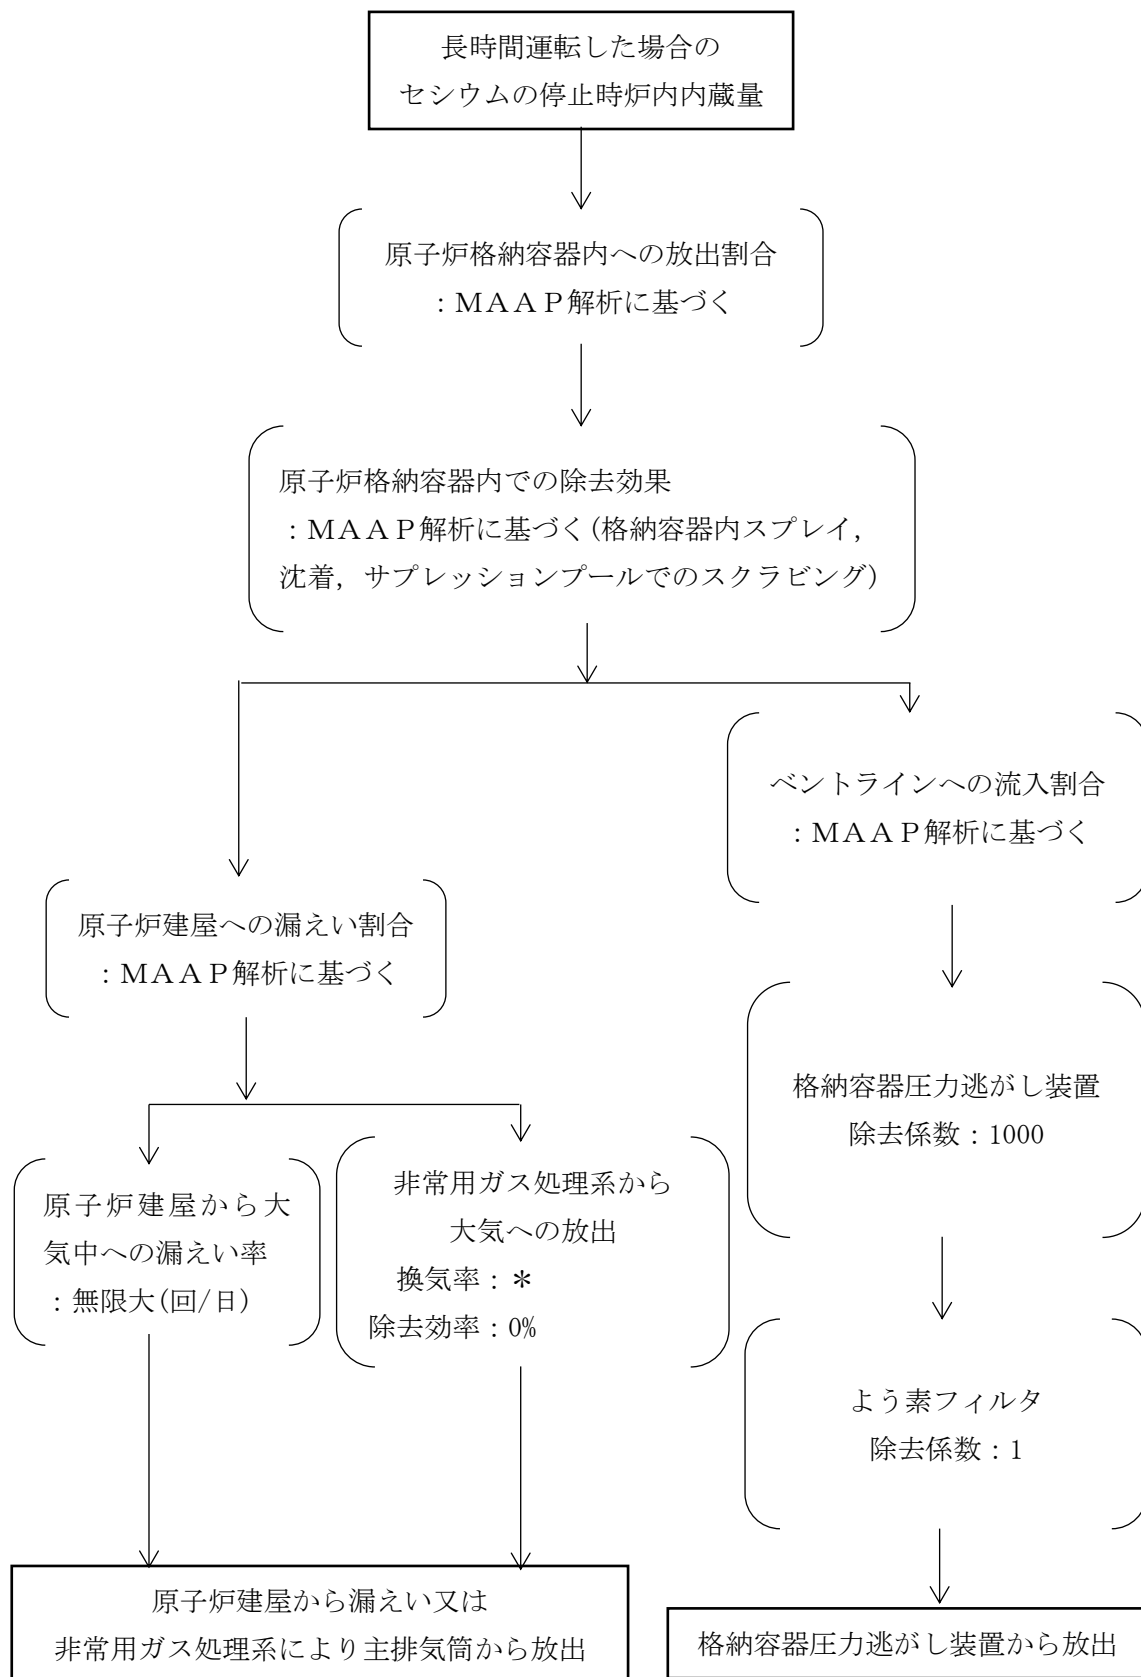 長時間運転した場合の
セシウムの停止時炉内内蔵量
原子炉格納容器内への放出割合
：ＭＡＡＰ解析に基づく
原子炉格納容器内での除去効果
：ＭＡＡＰ解析に基づく(格納容器内スプレイ，
沈着，サプレッションプールでのスクラビング)
ベントラインへの流入割合
：ＭＡＡＰ解析に基づく
原子炉建屋への漏えい割合
：ＭＡＡＰ解析に基づく
格納容器圧力逃がし装置
除去係数：1000
原子炉建屋から大
気中への漏えい率
：無限大(回/日)
非常用ガス処理系から
大気への放出
換気率：＊
除去効率：0%
よう素フィルタ
除去係数：1
原子炉建屋から漏えい又は
非常用ガス処理系により主排気筒から放出
格納容器圧力逃がし装置から放出